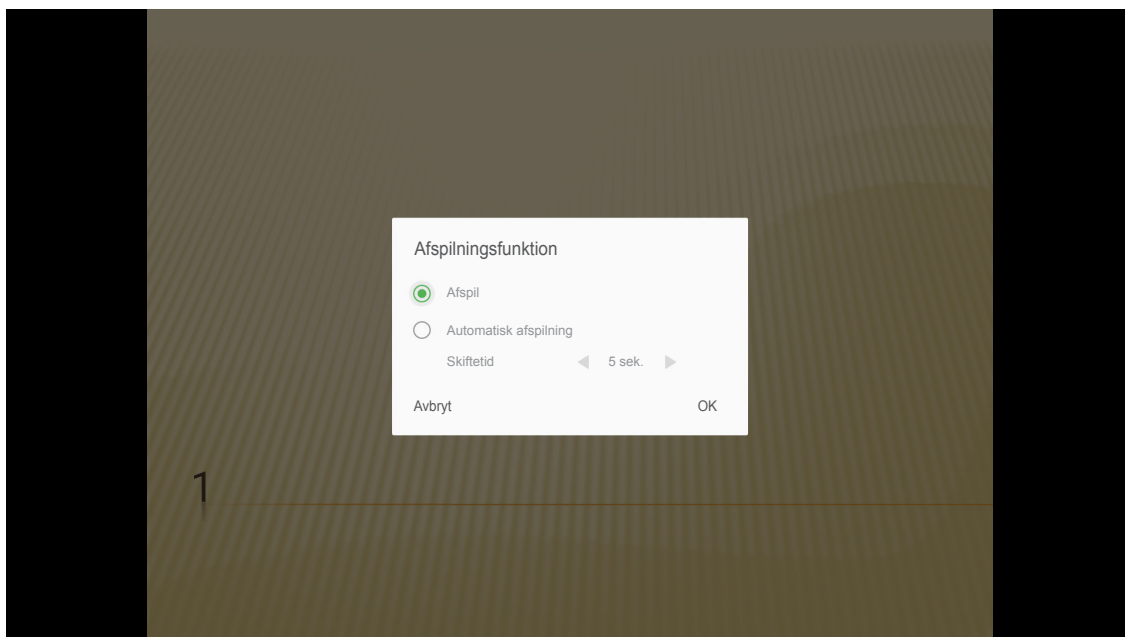 Afspilningsfunktion
Afspil
Automatisk afspilning
Skiftetid 5 sek.
Avbryt OK
1